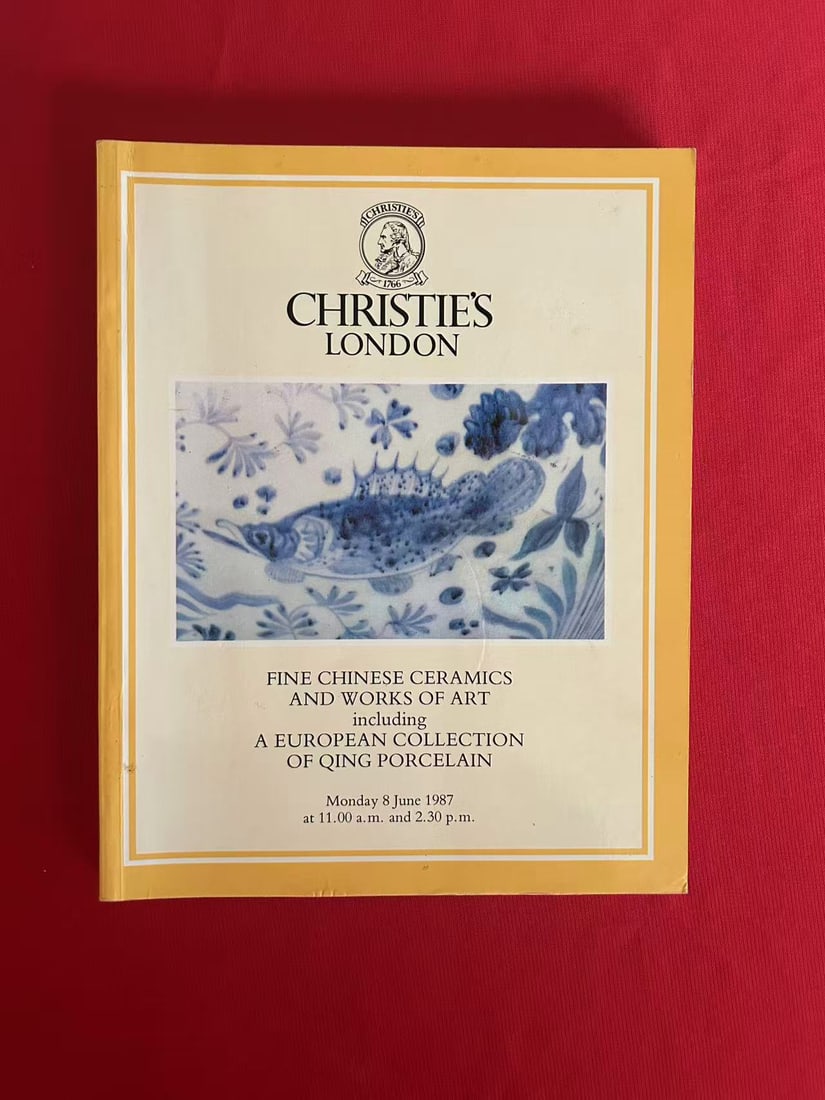 CHRISTIE'S
1766
CHRISTIE'S
LONDON
FINE CHINESE CERAMICS
AND WORKS OF ART
including
A EUROPEAN COLLECTION
OF QING PORCELAIN
Monday 8 June 1987
at 11.00 a.m. and 2.30 p.m.